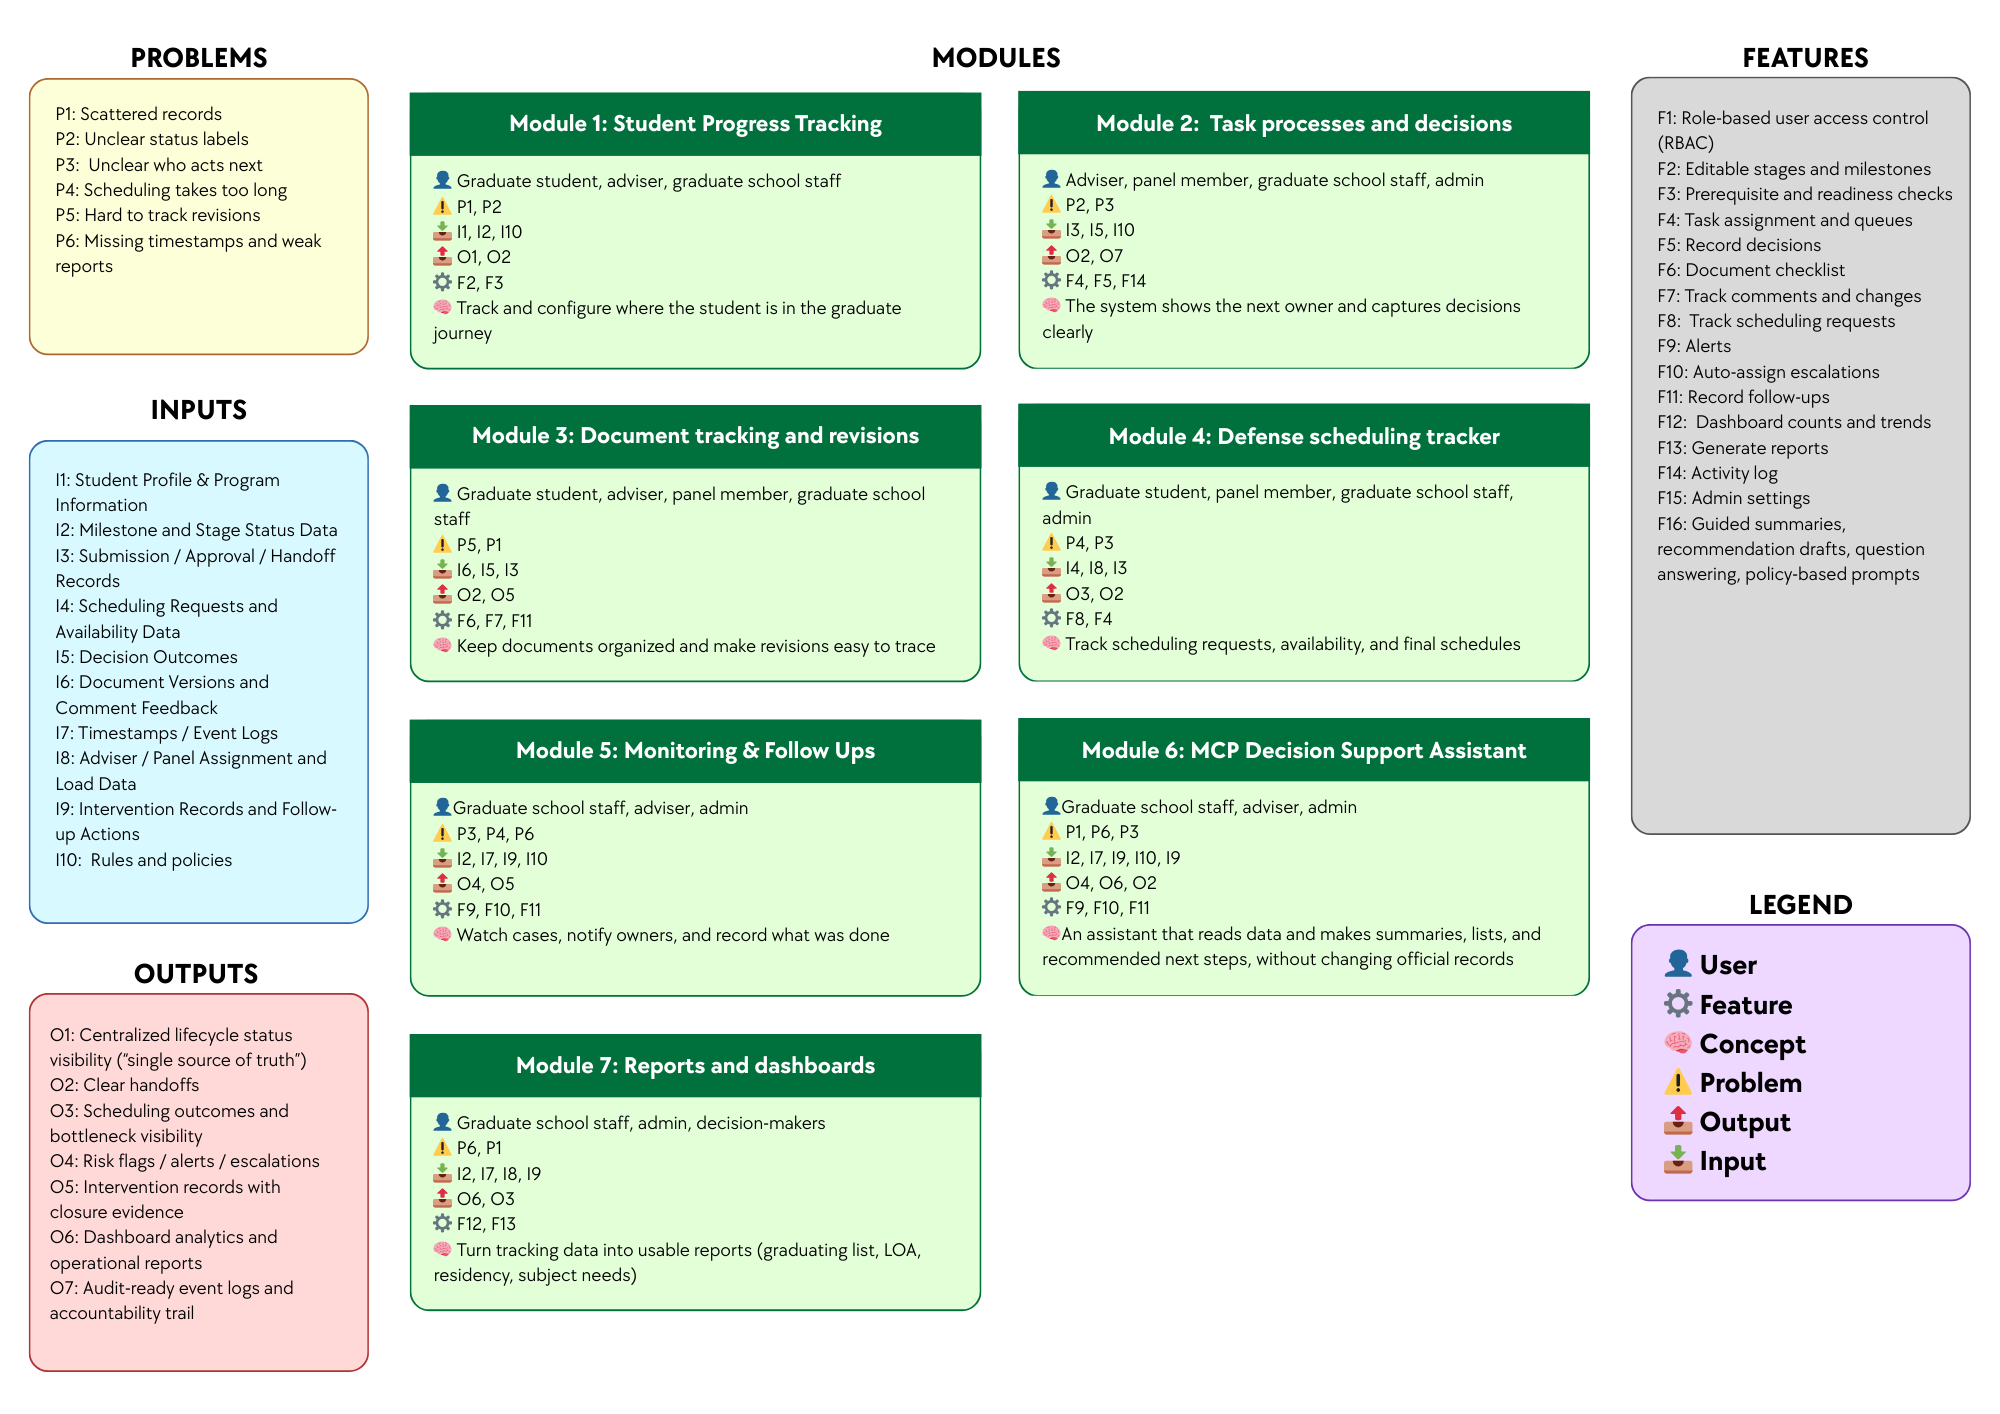 PROBLEMS
P1: Scattered records
P2: Unclear status labels
P3:  Unclear who acts next
P4: Scheduling takes too long
P5: Hard to track revisions
P6: Missing timestamps and weak
reports
INPUTS
I1: Student Profile & Program
Information
I2: Milestone and Stage Status Data
I3: Submission / Approval / Handoff
Records
I4: Scheduling Requests and
Availability Data
I5: Decision Outcomes
I6: Document Versions and
Comment Feedback
I7: Timestamps / Event Logs
I8: Adviser / Panel Assignment and
Load Data
I9: Intervention Records and Follow-
up Actions
I10:  Rules and policies
OUTPUTS
O1: Centralized lifecycle status
visibility ("single source of truth")
O2: Clear handoffs
O3: Scheduling outcomes and
bottleneck visibility
O4: Risk flags / alerts / escalations
O5: Intervention records with
closure evidence
O6: Dashboard analytics and
operational reports
O7: Audit-ready event logs and
accountability trail
MODULES
Module 1: Student Progress Tracking
Graduate student, adviser, graduate school staff
P1, P2
I1, I2, I10
O1, O2
F2, F3
Track and configure where the student is in the graduate
journey
Module 2:  Task processes and decisions
Adviser, panel member, graduate school staff, admin
P2, P3
I3, I5, I10
O2, O7
F4, F5, F14
The system shows the next owner and captures decisions
clearly
Module 3: Document tracking and revisions
Graduate student, adviser, panel member, graduate school
staff
P5, P1
I6, I5, I3
O2, O5
F6, F7, F11
Keep documents organized and make revisions easy to trace
Module 4: Defense scheduling tracker
Graduate student, panel member, graduate school staff,
admin
P4, P3
I4, I8, I3
O3, O2
F8, F4
Track scheduling requests, availability, and final schedules
Module 5: Monitoring & Follow Ups
Graduate school staff, adviser, admin
P3, P4, P6
I2, I7, I9, I10
O4, O5
F9, F10, F11
Watch cases, notify owners, and record what was done
Module 6: MCP Decision Support Assistant
Graduate school staff, adviser, admin
P1, P6, P3
I2, I7, I9, I10, I9
O4, O6, O2
F9, F10, F11
An assistant that reads data and makes summaries, lists, and
recommended next steps, without changing official records
Module 7: Reports and dashboards
Graduate school staff, admin, decision-makers
P6, P1
I2, I7, I8, I9
O6, O3
F12, F13
Turn tracking data into usable reports (graduating list, LOA,
residency, subject needs)
FEATURES
F1: Role-based user access control
(RBAC)
F2: Editable stages and milestones
F3: Prerequisite and readiness checks
F4: Task assignment and queues
F5: Record decisions
F6: Document checklist
F7: Track comments and changes
F8:  Track scheduling requests
F9: Alerts
F10: Auto-assign escalations
F11: Record follow-ups
F12:  Dashboard counts and trends
F13: Generate reports
F14: Activity log
F15: Admin settings
F16: Guided summaries,
recommendation drafts, question
answering, policy-based prompts
LEGEND
User
Feature
Concept
Problem
Output
Input